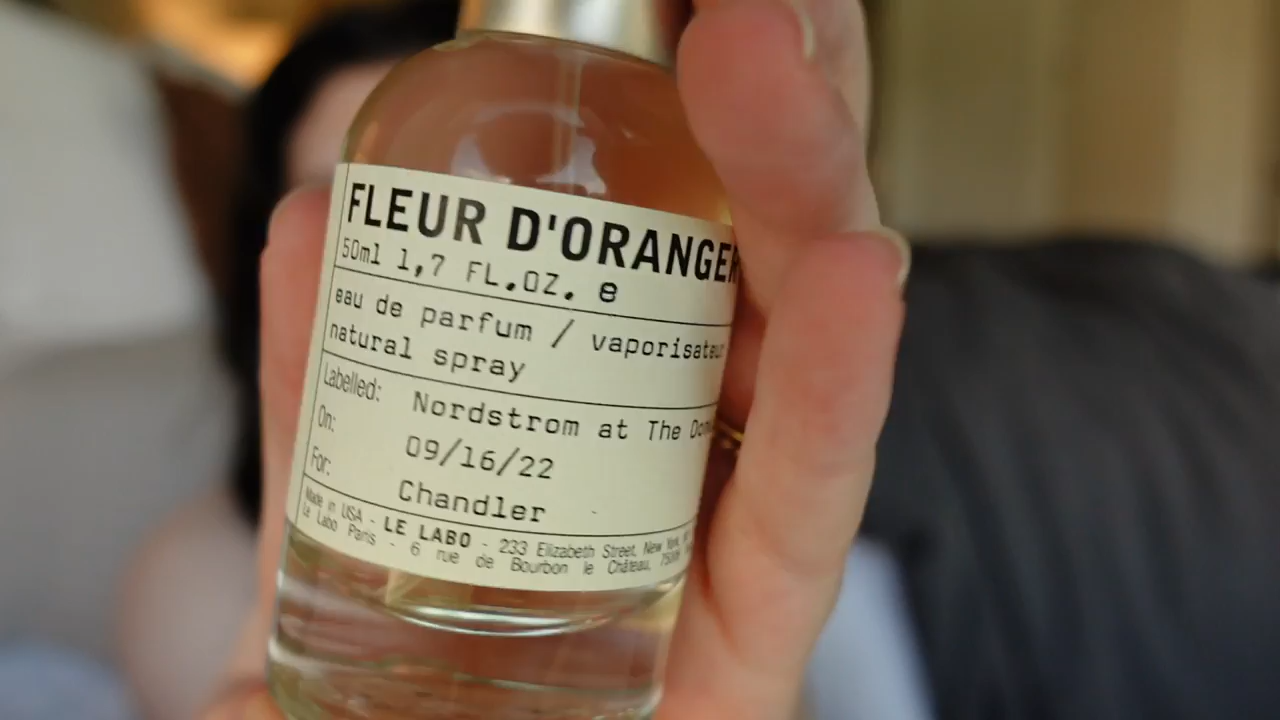 FLEUR D'ORANGER
50ml 1,7 FL.OZ. e
eau de parfum / vaporisateur
natural spray
Labelled: Nordstrom at The
On: 09/16/22
For: Chandler
Made in USA - LE LABO - 233 Elizabeth Street, New
Le Labo Paris - 6 rue de Bourbon le Château,